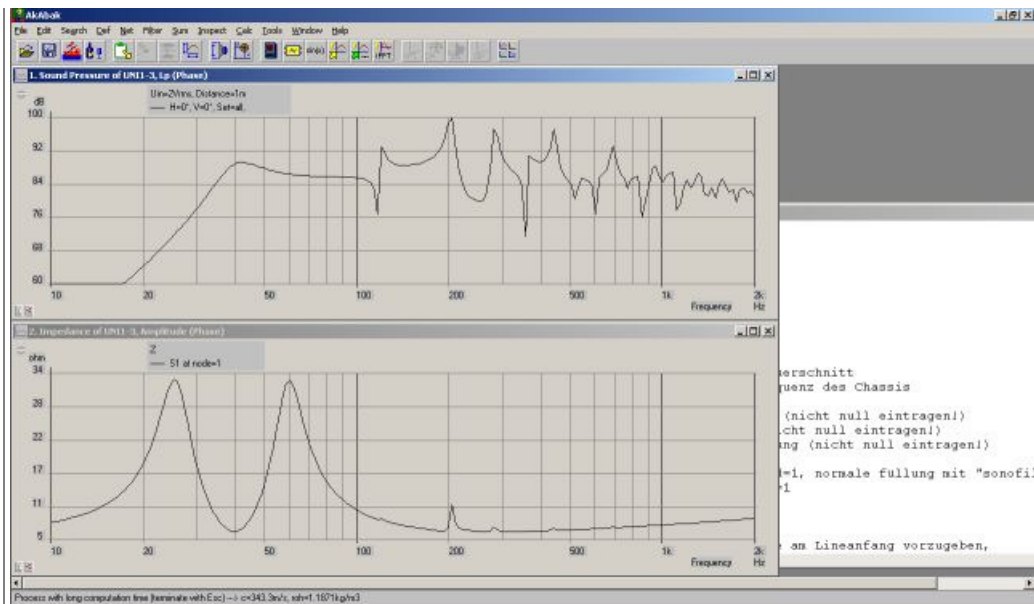 AkAbak
File Edit Search Def Net Filter Sum Inspect Calc Tools Window Help
1. Sound Pressure of UNI1-3, Lp (Phase)
Uin=2Vrms, Distance=1m
H=0°, V=0°, Set=all,
dB
100
92
84
76
68
60
10 20 50 100 200 500 1k 2k
Frequency Hz
2. Impedance of UNI1-3, Amplitude (Phase)
Z
S1 at node=1
ohm
34
28
22
17
11
5
10 20 50 100 200 500 1k 2k
Frequency Hz
uerschnitt
quenz des Chassis
(nicht null eintragen!)
icht null eintragen!)
ng (nicht null eintragen!)
=1, normale füllung mit "sonofil
=1
am Lineanfang vorzugeben,
Process with long computation time (terminate with Esc) --> c=343.3m/s, roh=1.1871kg/m3